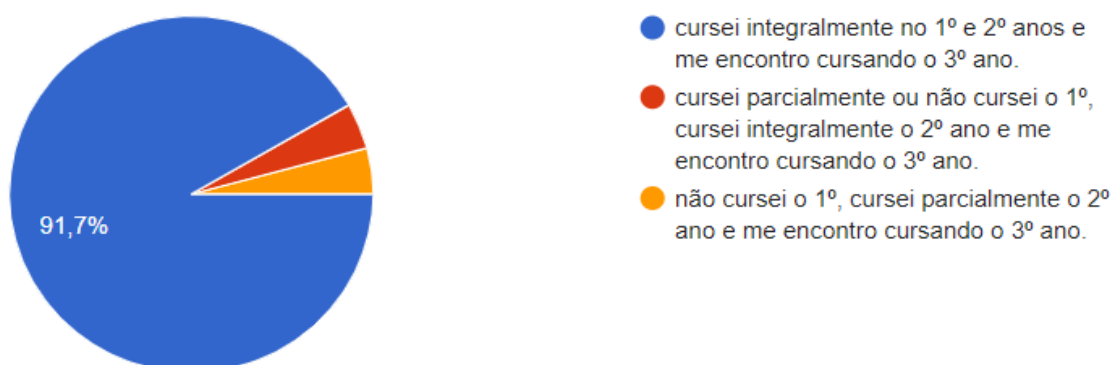 91,7%
cursei integralmente no 1º e 2º anos e
me encontro cursando o 3º ano.
cursei parcialmente ou não cursei o 1º,
cursei integralmente o 2º ano e me
encontro cursando o 3º ano.
não cursei o 1º, cursei parcialmente o 2º
ano e me encontro cursando o 3º ano.